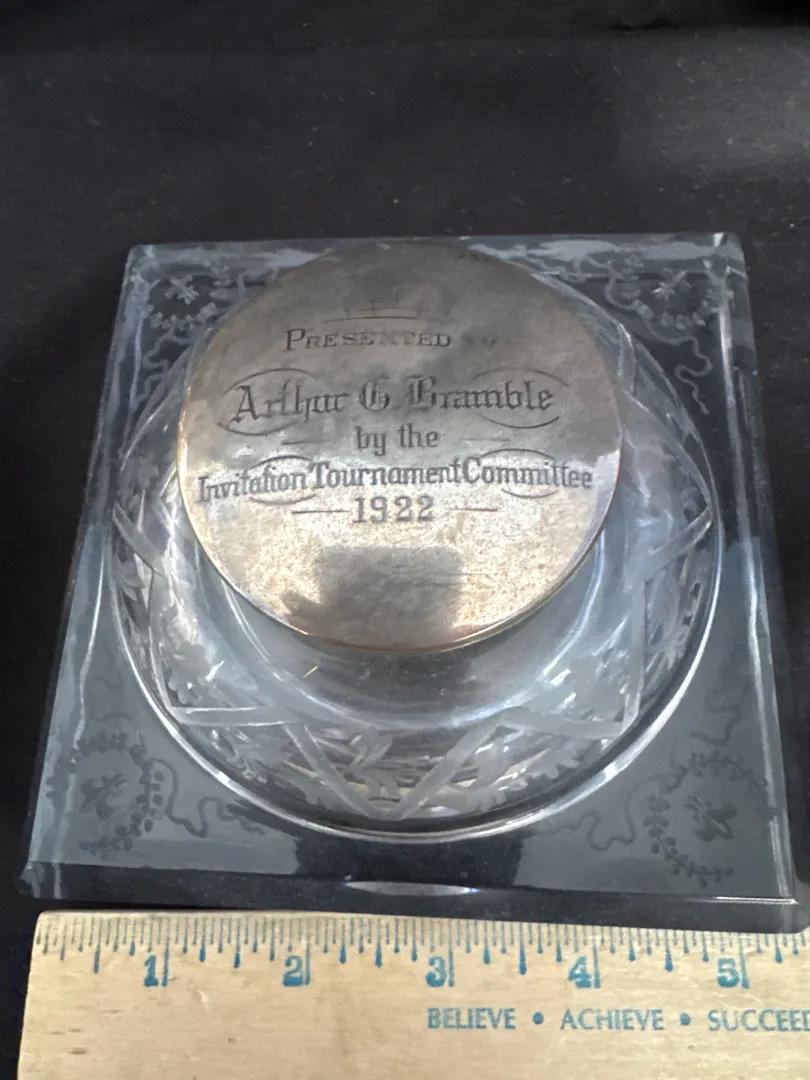 PRESENTED TO
Arthur G. Bramble
by the
Invitation Tournament Committee
— 1922 —
1 2 3 4 5
BELIEVE • ACHIEVE • SUCCEED